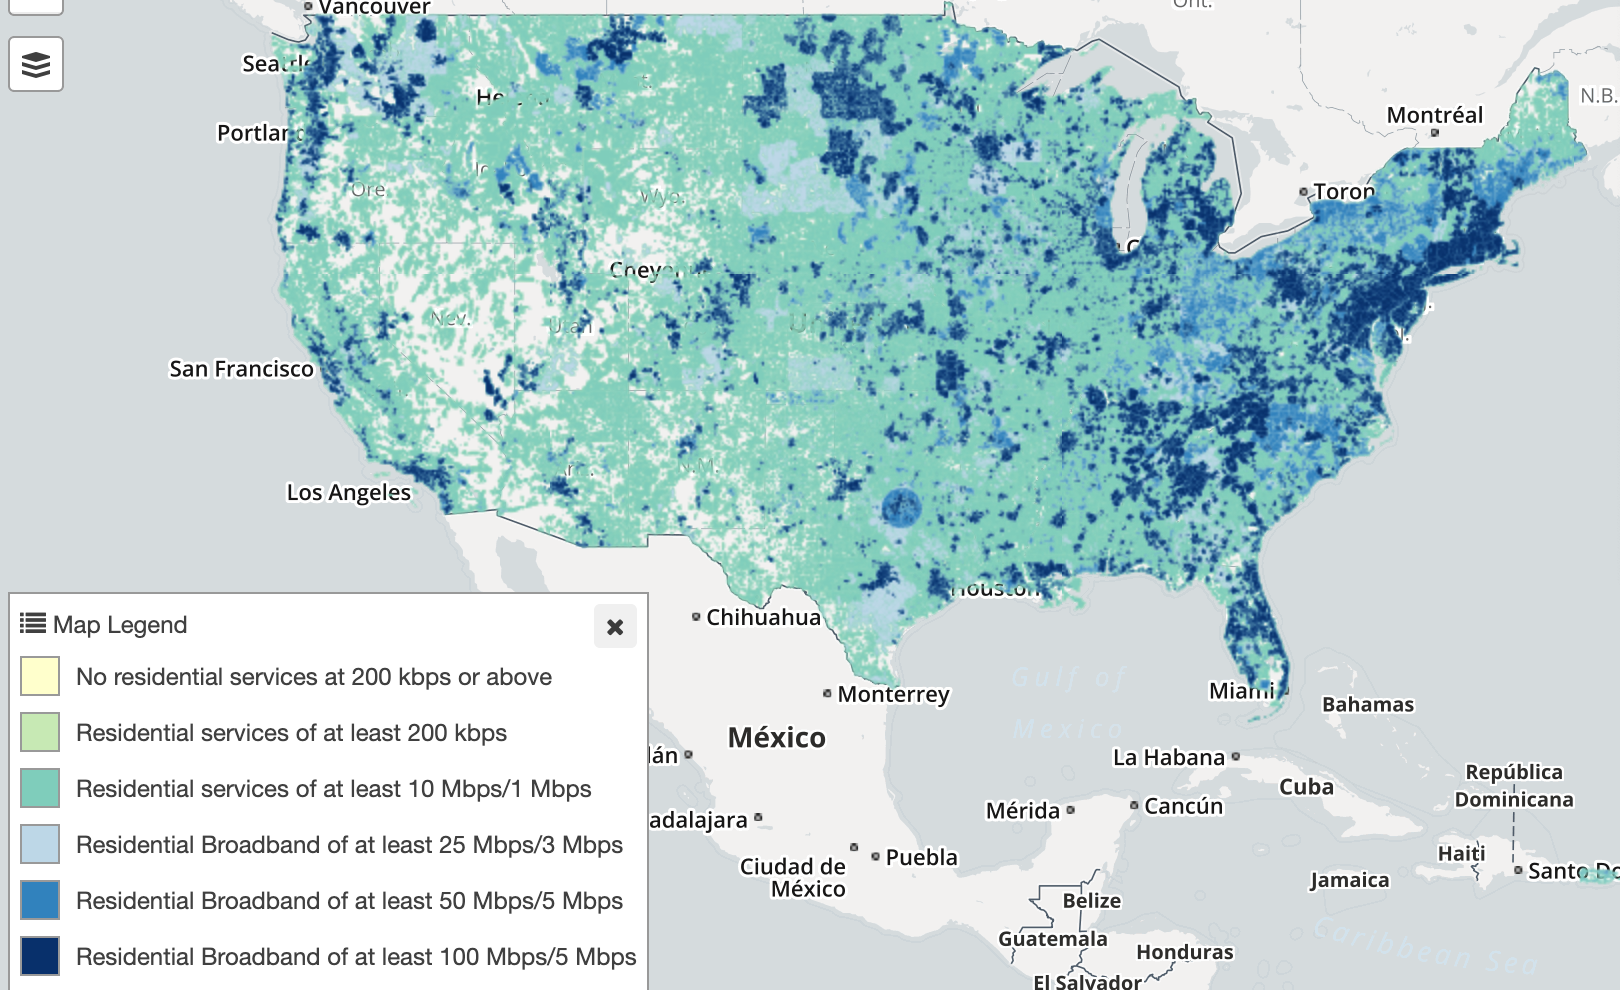 Vancouver
Ont.
Seattle
N.B.
Montréal
Portland
Toron
Ore
Wyo.
Cheye
Nev.
Utah
San Francisco
N.M.
Los Angeles
Houston
Map Legend
No residential services at 200 kbps or above
Residential services of at least 200 kbps
Residential services of at least 10 Mbps/1 Mbps
Residential Broadband of at least 25 Mbps/3 Mbps
Residential Broadband of at least 50 Mbps/5 Mbps
Residential Broadband of at least 100 Mbps/5 Mbps
Chihuahua
Gulf of
Mexico
Miami
Monterrey
Bahamas
México
lán
La Habana
República
Dominicana
Cuba
Mérida
Cancún
adalajara
Haiti
Puebla
Ciudad de
México
Santo Do
Jamaica
Belize
Caribbean Sea
Guatemala
Honduras
El Salvador